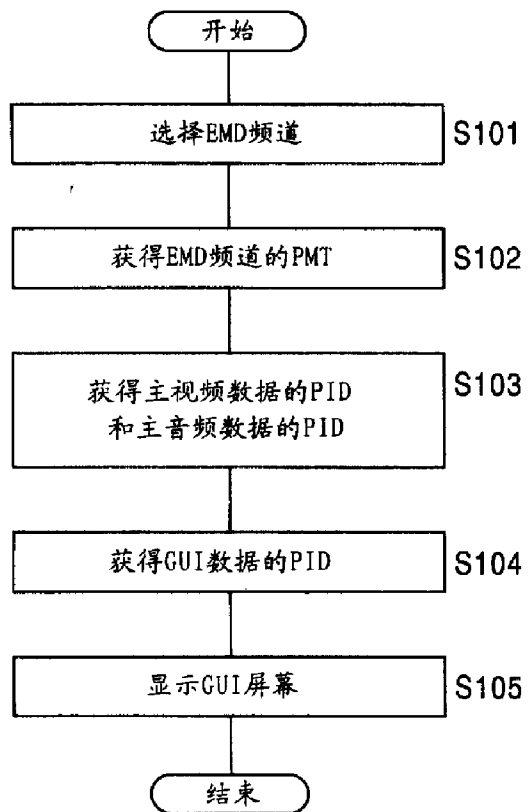 开始
选择EMD频道
S101
获得EMD频道的PMT
S102
获得主视频数据的PID
和主音频数据的PID
S103
获得GUI数据的PID
S104
显示GUI屏幕
S105
结束